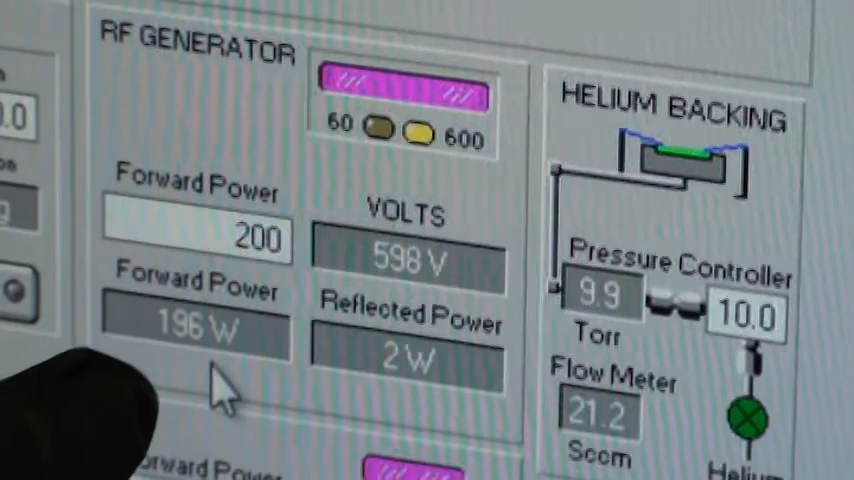 RF GENERATOR
60 600
Forward Power
200
VOLTS
598 V
Forward Power
196 W
Reflected Power
2 W
HELIUM BACKING
Pressure Controller
9.9
10.0
Torr
Flow Meter
21.2
Sccm
Helium
Power